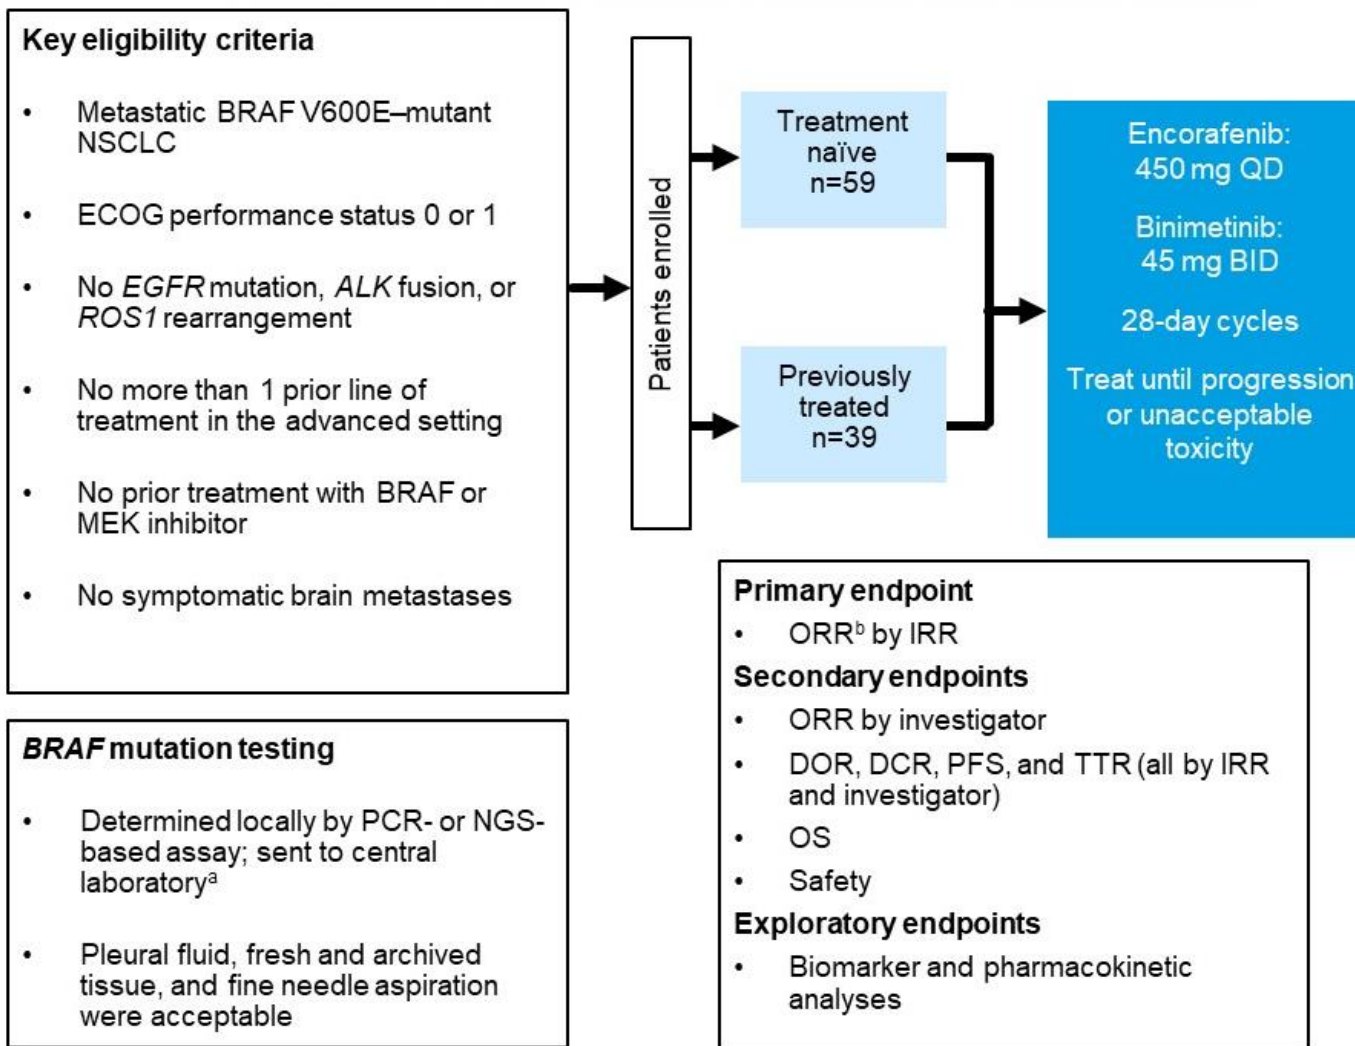 Key eligibility criteria
• Metastatic BRAF V600E–mutant
NSCLC
• ECOG performance status 0 or 1
• No EGFR mutation, ALK fusion, or
ROS1 rearrangement
• No more than 1 prior line of
treatment in the advanced setting
• No prior treatment with BRAF or
MEK inhibitor
• No symptomatic brain metastases
BRAF mutation testing
• Determined locally by PCR- or NGS-
based assay; sent to central
laboratoryᵃ
• Pleural fluid, fresh and archived
tissue, and fine needle aspiration
were acceptable
Patients enrolled
Treatment
naïve
n=59
Previously
treated
n=39
Encorafenib:
450 mg QD
Binimetinib:
45 mg BID
28-day cycles
Treat until progression
or unacceptable
toxicity
Primary endpoint
• ORRᵇ by IRR
Secondary endpoints
• ORR by investigator
• DOR, DCR, PFS, and TTR (all by IRR
and investigator)
• OS
• Safety
Exploratory endpoints
• Biomarker and pharmacokinetic
analyses